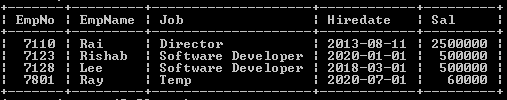 EmpNo | EmpName | Job | Hiredate | Sal
7110 | Rai | Director | 2013-08-11 | 2500000
7123 | Rishab | Software Developer | 2020-01-01 | 500000
7128 | Lee | Software Developer | 2018-03-01 | 500000
7801 | Ray | Temp | 2020-07-01 | 60000